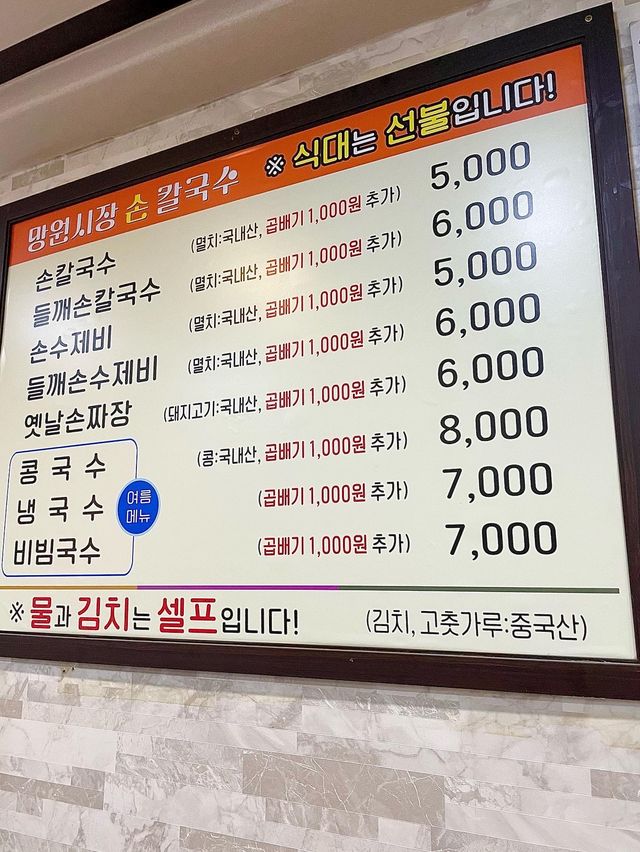 망원시장 손 칼국수 ※ 식대는 선불입니다!
손칼국수 (멸치:국내산, 곱배기 1,000원 추가) 5,000
들깨손칼국수 (멸치:국내산, 곱배기 1,000원 추가) 6,000
손수제비 (멸치:국내산, 곱배기 1,000원 추가) 5,000
들깨손수제비 (멸치:국내산, 곱배기 1,000원 추가) 6,000
옛날손짜장 (돼지고기:국내산, 곱배기 1,000원 추가) 6,000
콩국수 (콩:국내산, 곱배기 1,000원 추가) 8,000
냉국수 (곱배기 1,000원 추가) 7,000
비빔국수 (곱배기 1,000원 추가) 7,000
여름
메뉴
※ 물과 김치는 셀프입니다! (김치, 고춧가루:중국산)